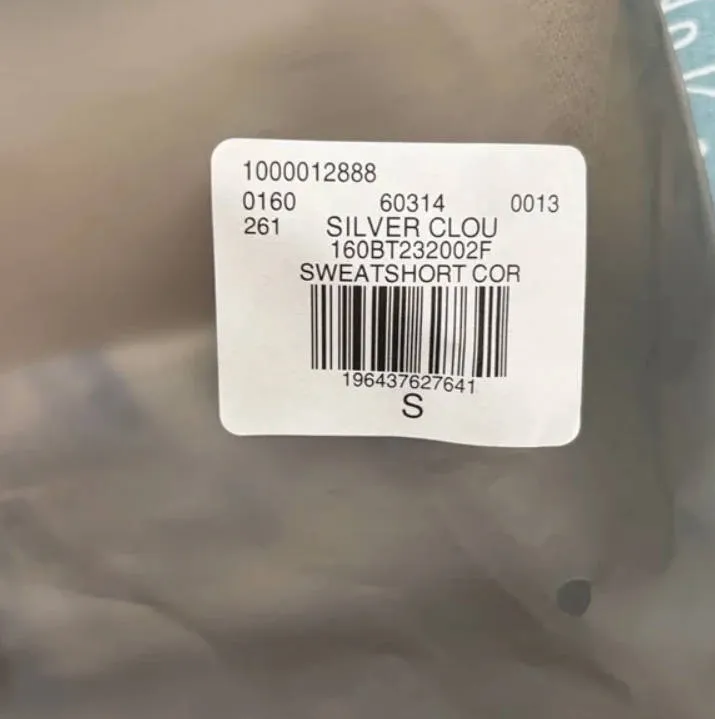 1000012888
0160 60314 0013
261 SILVER CLOU
160BT232002F
SWEATSHORT COR
196437627641
S